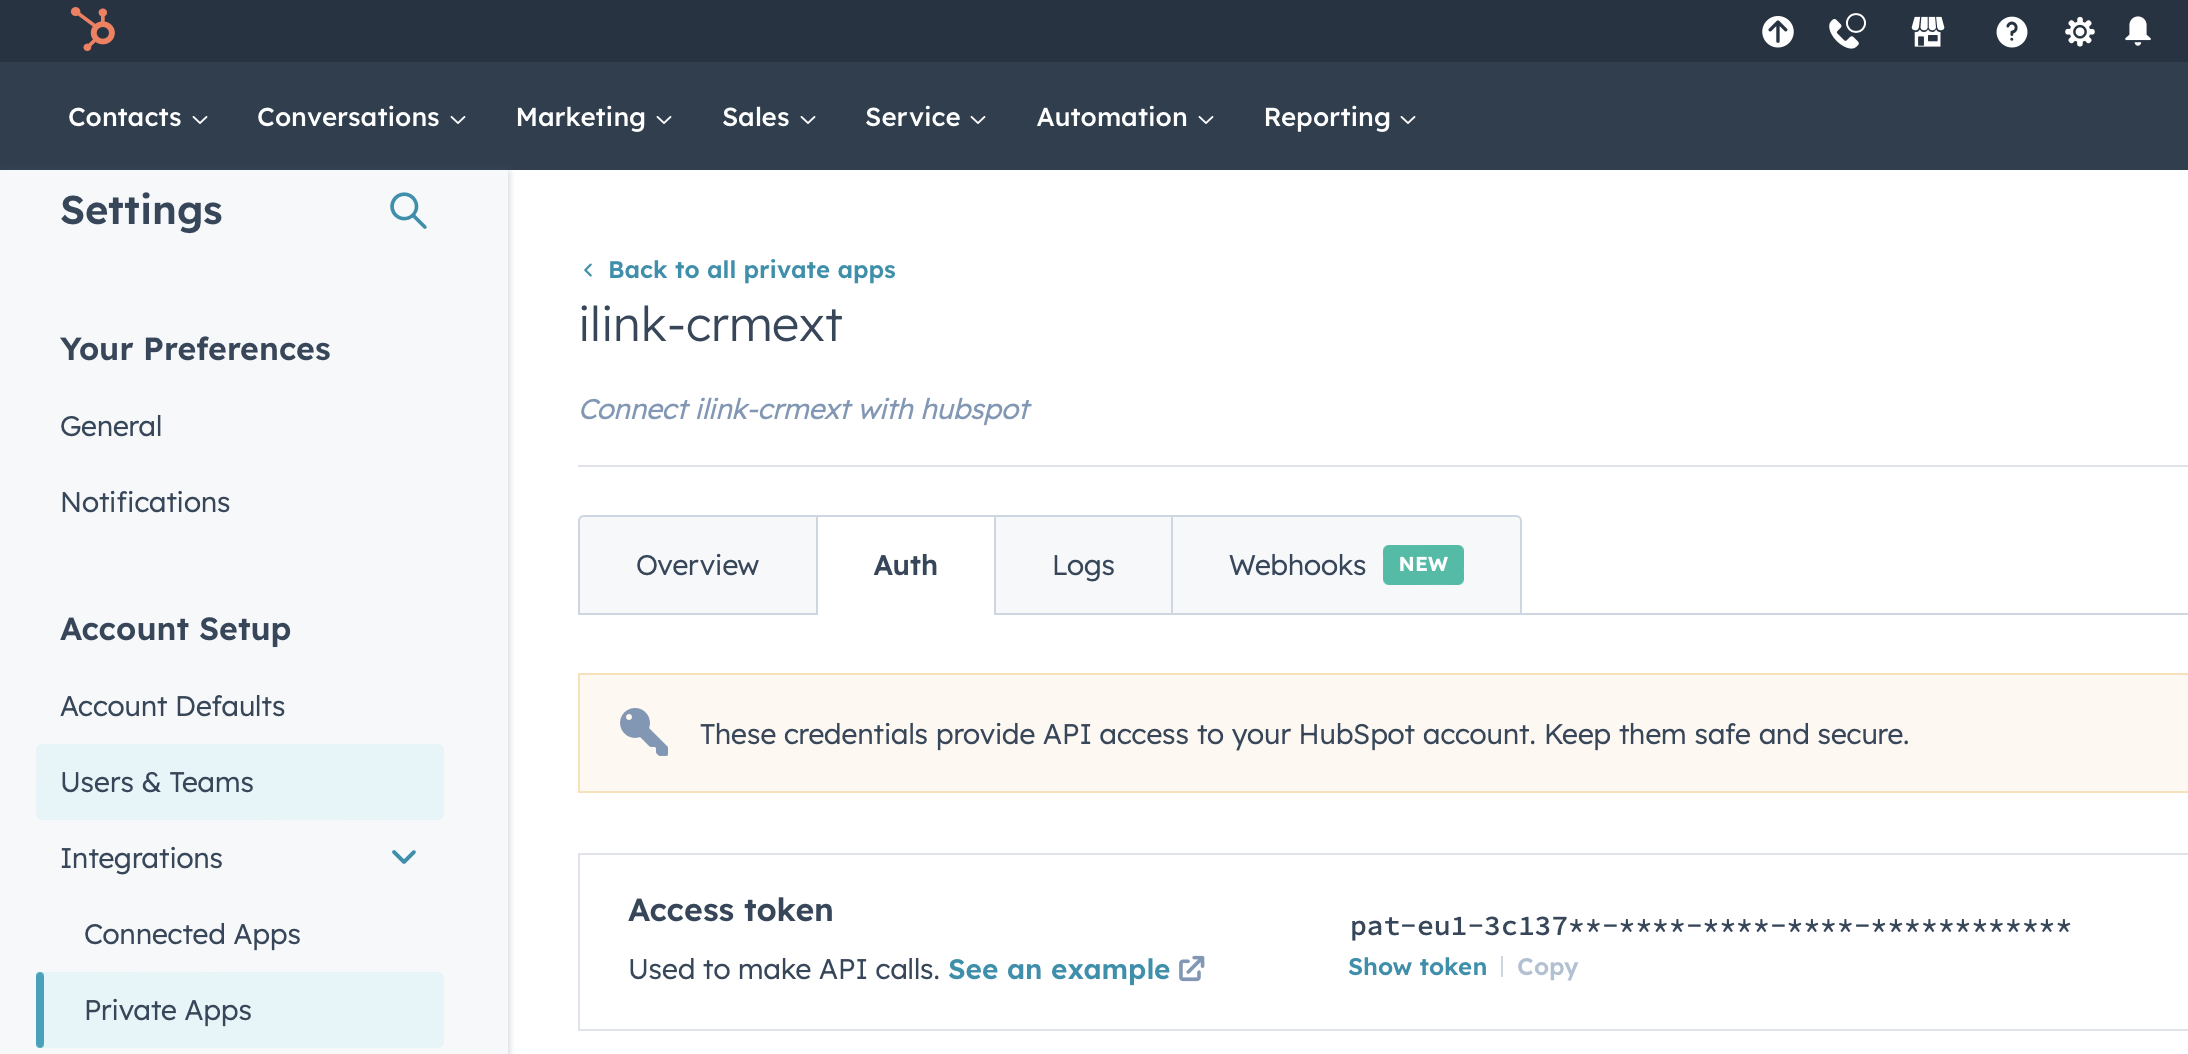 Contacts Conversations Marketing Sales Service Automation Reporting
Settings
Your Preferences
General
Notifications
Account Setup
Account Defaults
Users & Teams
Integrations
Connected Apps
Private Apps
Back to all private apps
ilink-crmext
Connect ilink-crmext with hubspot
Overview Auth Logs Webhooks NEW
These credentials provide API access to your HubSpot account. Keep them safe and secure.
Access token
Used to make API calls. See an example
pat-eu1-3c137**-****-****-****-************
Show token | Copy